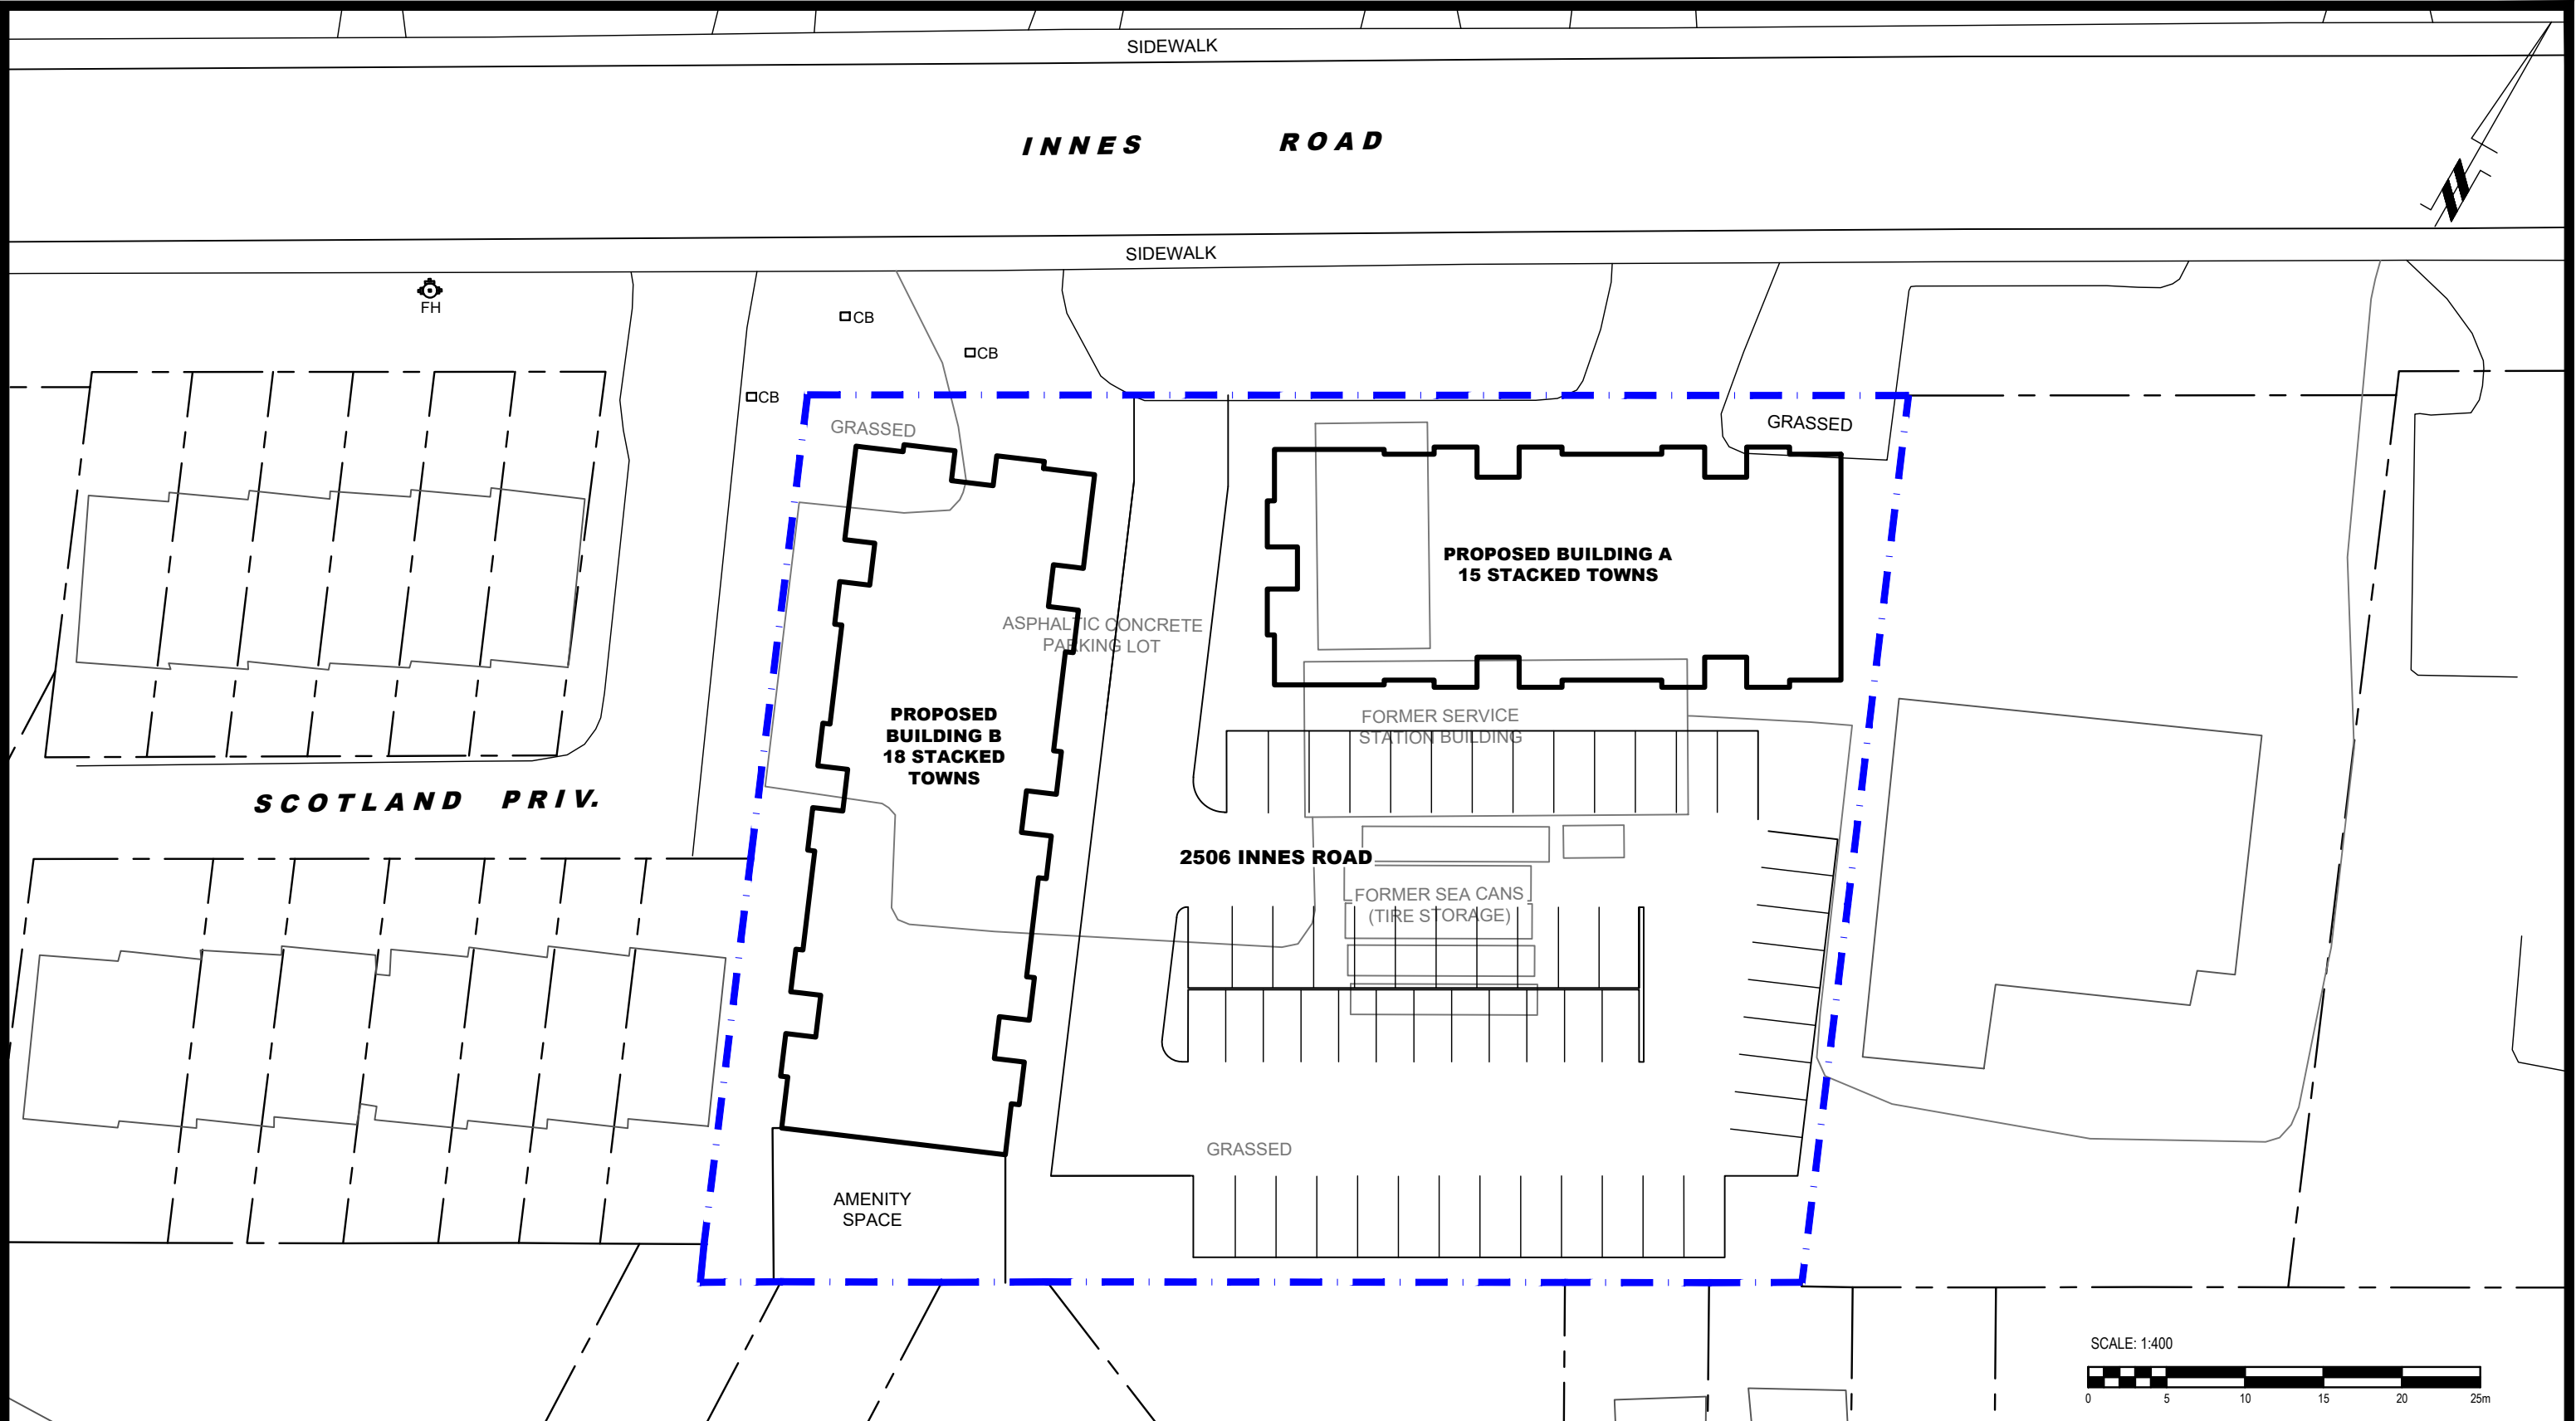 SIDEWALK
INNES ROAD
N
SIDEWALK
FH
CB
CB
CB
GRASSED
GRASSED
PROPOSED BUILDING A
15 STACKED TOWNS
ASPHALTIC CONCRETE
PARKING LOT
PROPOSED
BUILDING B
18 STACKED
TOWNS
FORMER SERVICE
STATION BUILDING
SCOTLAND PRIV.
2506 INNES ROAD
FORMER SEA CANS
(TIRE STORAGE)
GRASSED
AMENITY
SPACE
SCALE: 1:400
0 5 10 15 20 25m